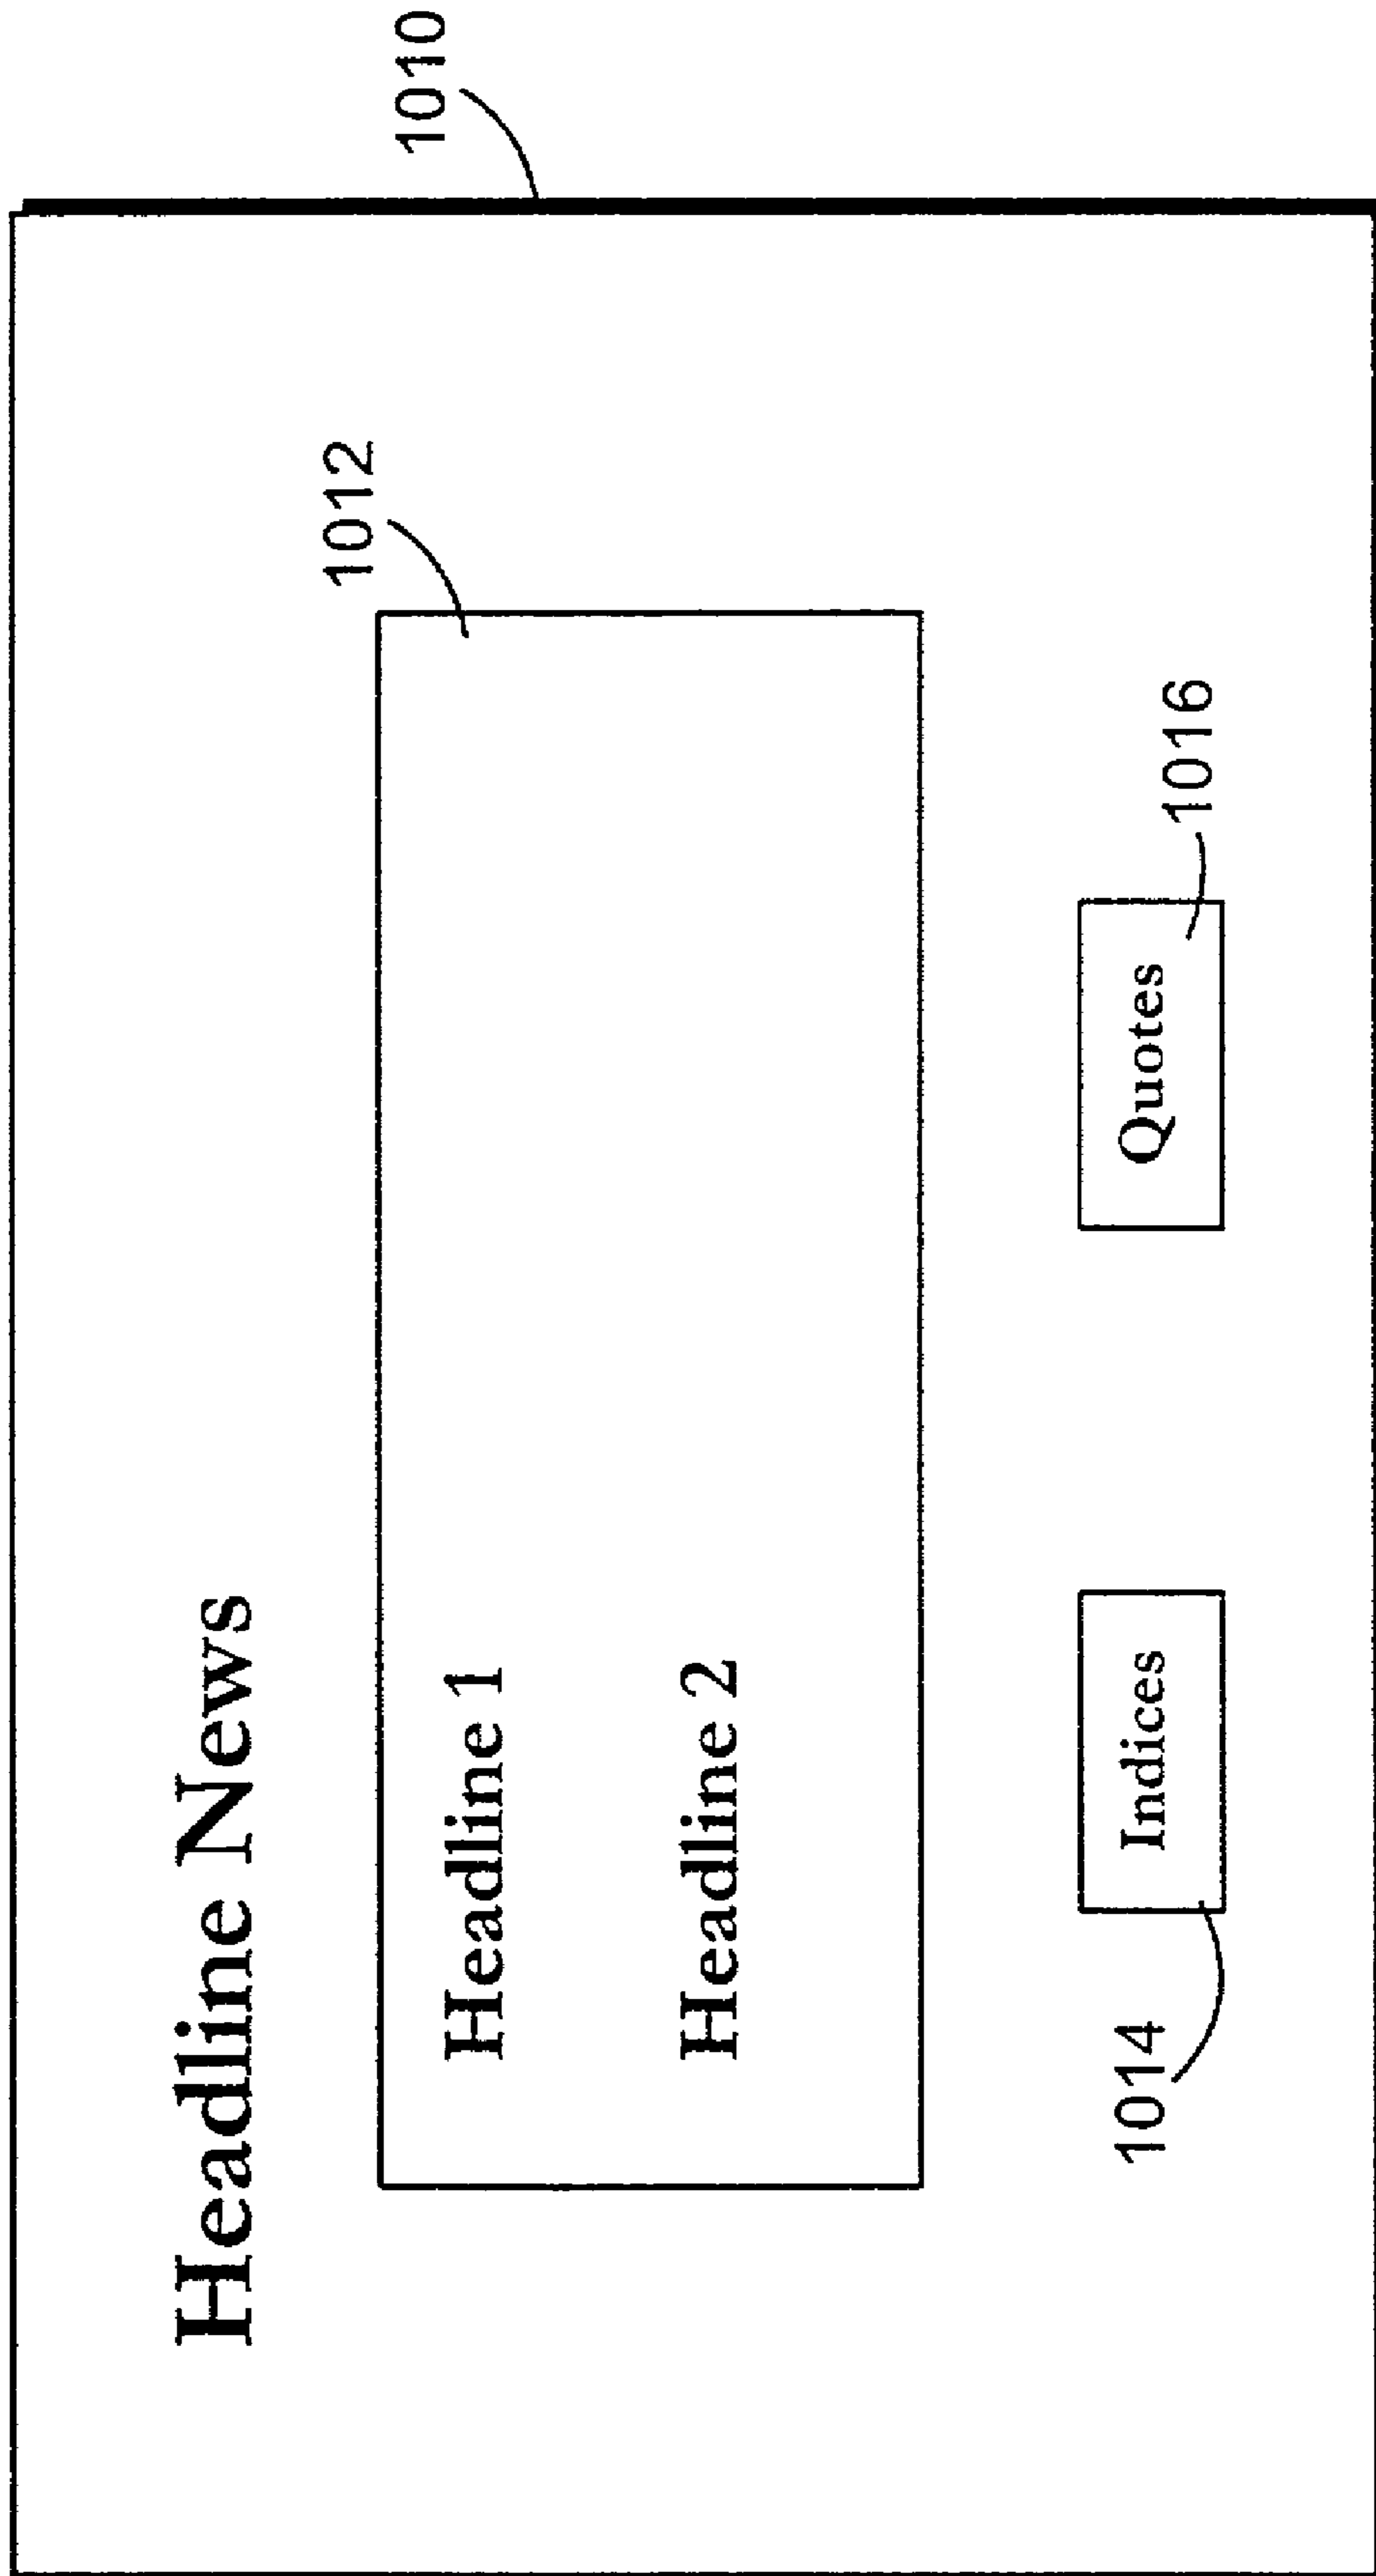 Headline News
1010
1012
Headline 1
Headline 2
Indices
Quotes
1014
1016